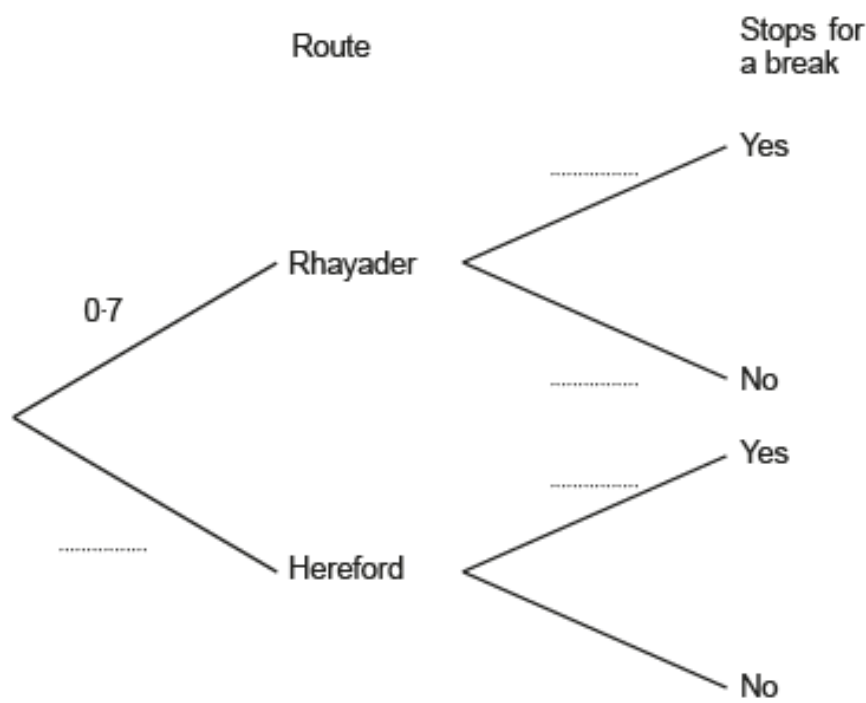 Route
Stops for
a break
Yes
Rhayader
0·7
No
Yes
Hereford
No